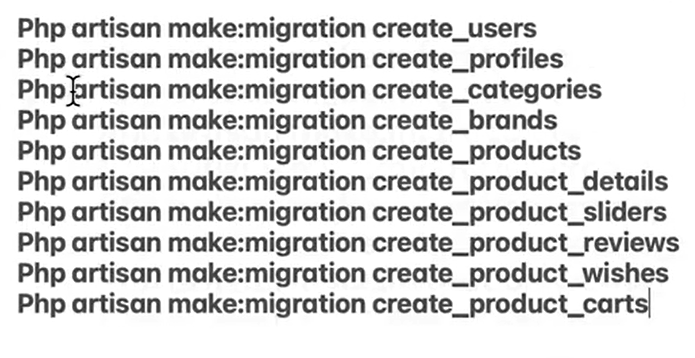 Php artisan make:migration create_users
Php artisan make:migration create_profiles
Php artisan make:migration create_categories
Php artisan make:migration create_brands
Php artisan make:migration create_products
Php artisan make:migration create_product_details
Php artisan make:migration create_product_sliders
Php artisan make:migration create_product_reviews
Php artisan make:migration create_product_wishes
Php artisan make:migration create_product_carts